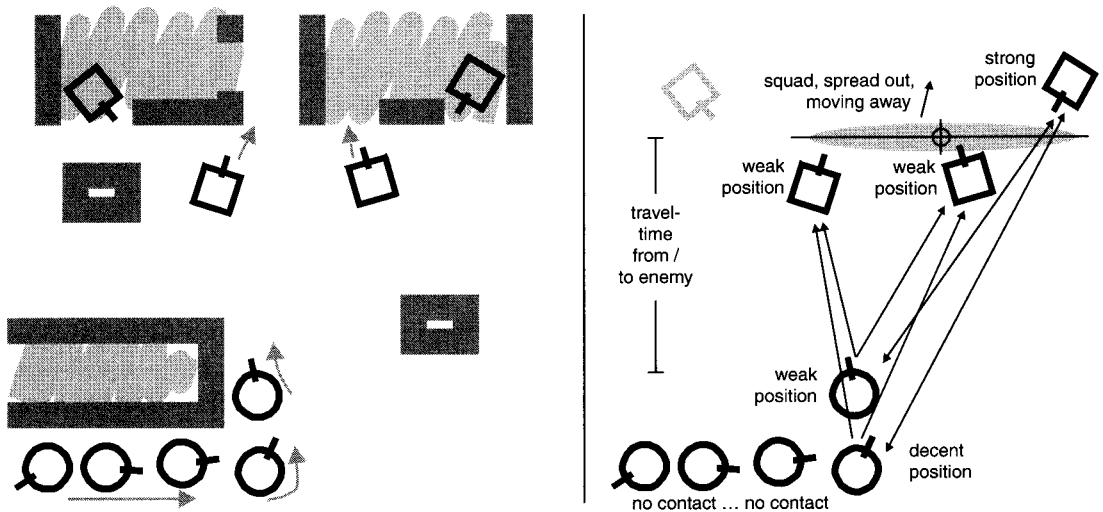 strong
position
squad, spread out,
moving away
weak
position
weak
position
travel-
time
from /
to enemy
weak
position
decent
position
no contact ... no contact